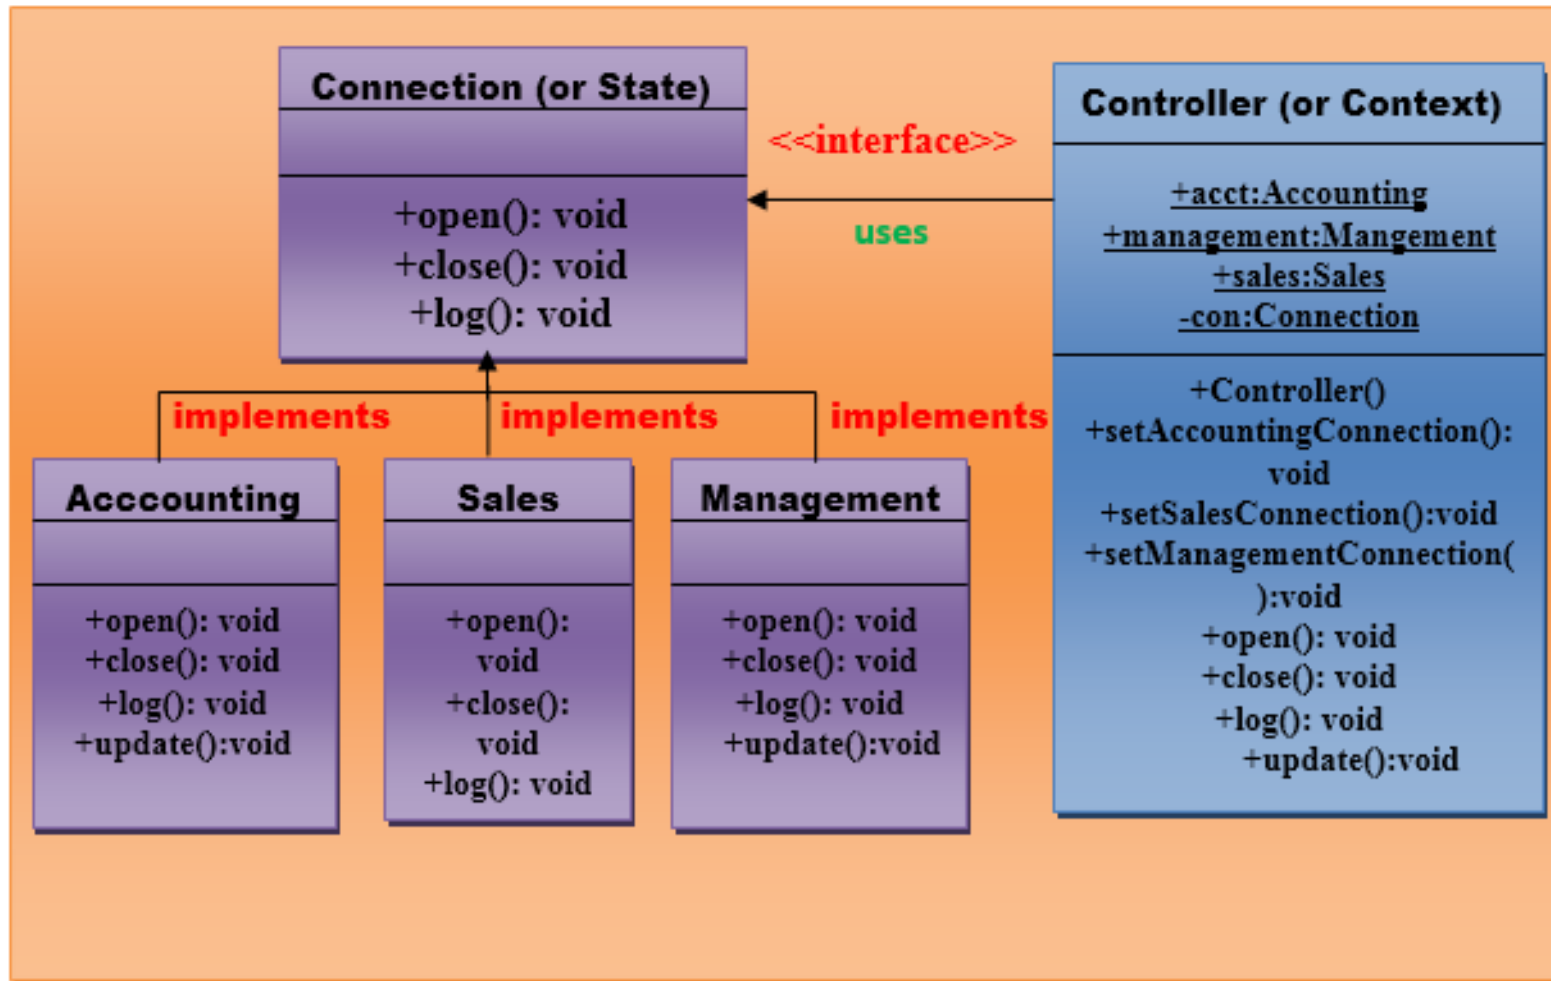 Connection (or State)
+open(): void
+close(): void
+log(): void
<<interface>>
uses
Controller (or Context)
+acct:Accounting
+management:Mangement
+sales:Sales
-con:Connection
+Controller()
+setAccountingConnection():
void
+setSalesConnection():void
+setManagementConnection(
):void
+open(): void
+close(): void
+log(): void
+update():void
implements
implements
implements
Acccounting
+open(): void
+close(): void
+log(): void
+update():void
Sales
+open():
void
+close():
void
+log(): void
Management
+open(): void
+close(): void
+log(): void
+update():void